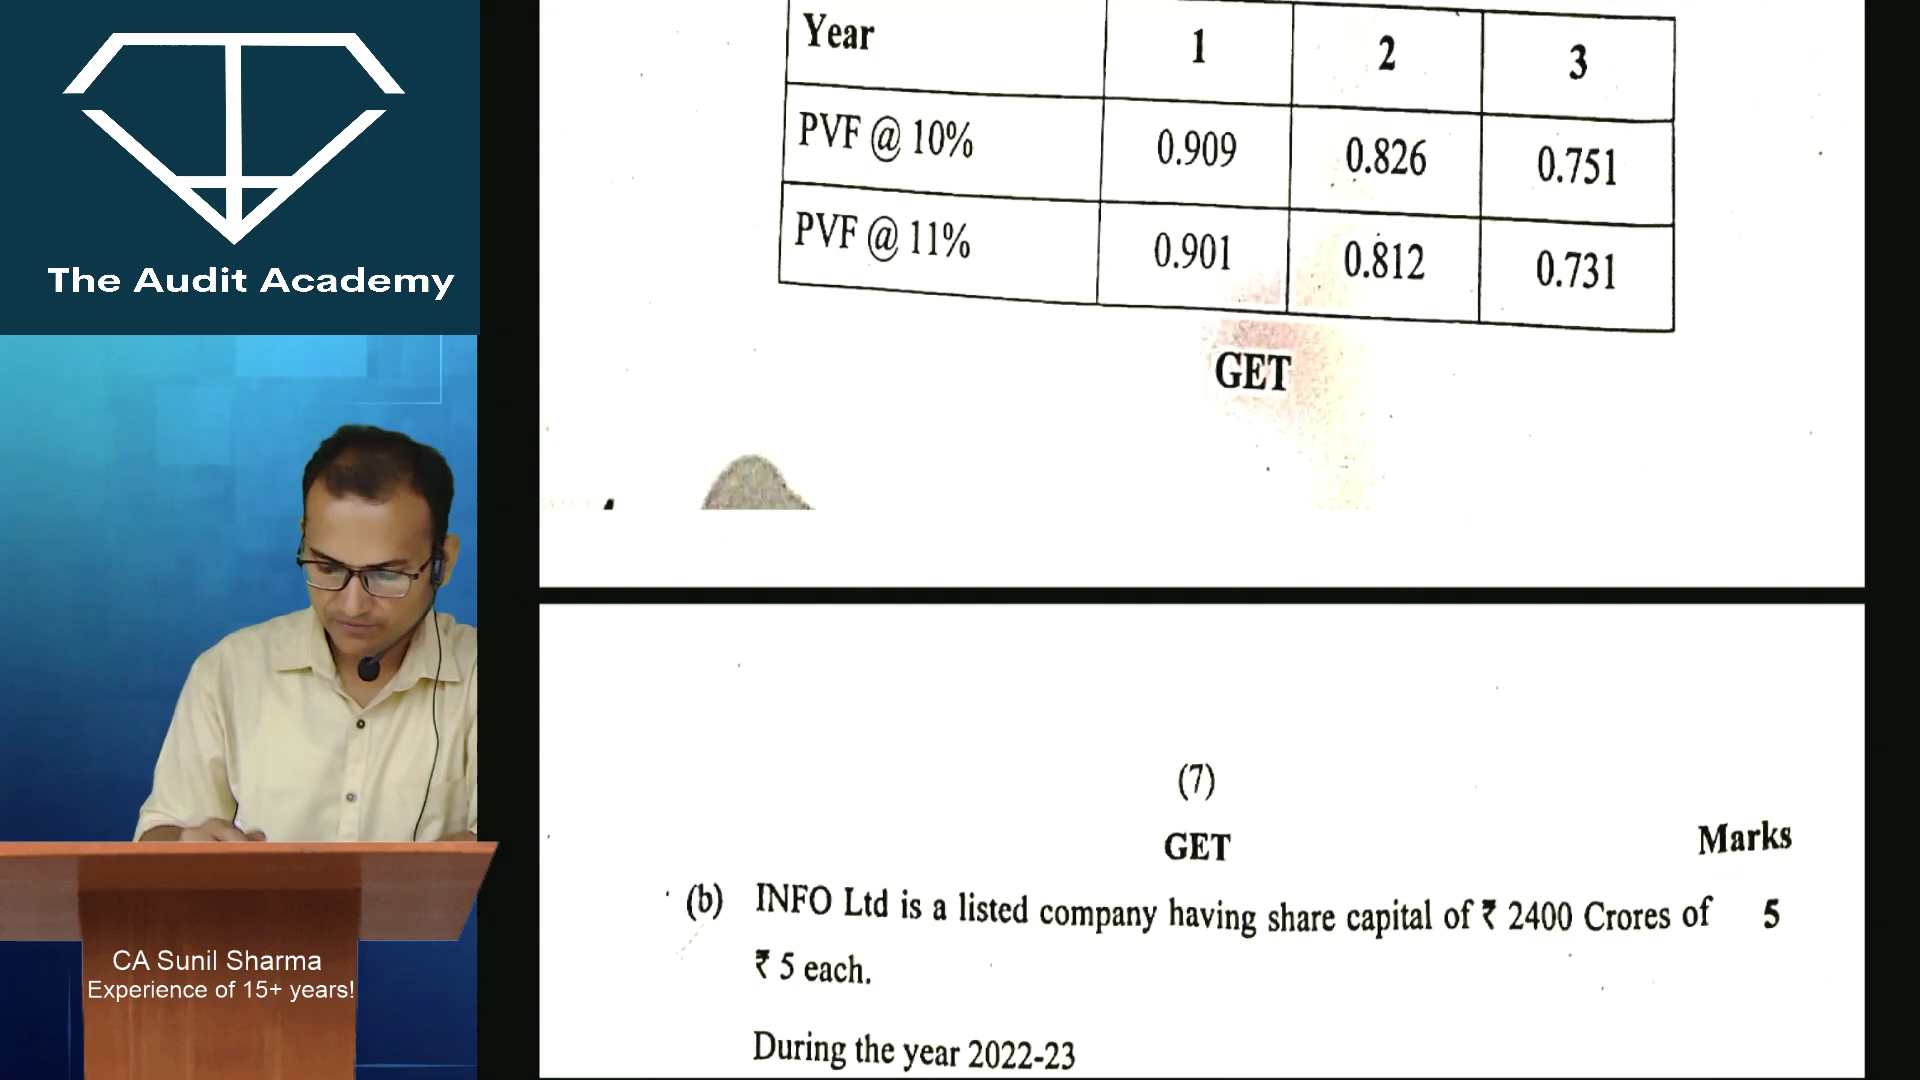 The Audit Academy
Year 1 2 3
PVF @ 10% 0.909 0.826 0.751
PVF @ 11% 0.901 0.812 0.731
GET
(7)
GET Marks
(b) INFO Ltd is a listed company having share capital of ₹ 2400 Crores of 5
₹ 5 each.
During the year 2022-23
CA Sunil Sharma
Experience of 15+ years!